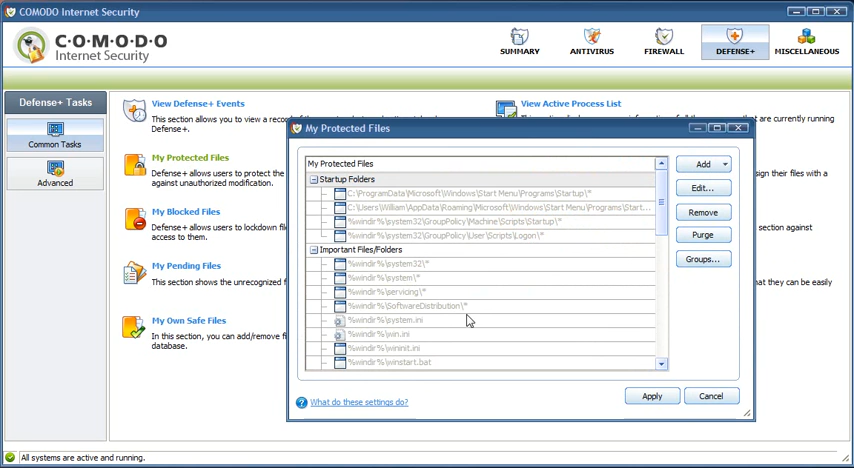 COMODO Internet Security
C·O·M·O·D·O
Internet Security
SUMMARY
ANTIVIRUS
FIREWALL
DEFENSE+
MISCELLANEOUS
Defense+ Tasks
Common Tasks
Advanced
View Defense+ Events
This section allows you to view a record of
Defense+.
View Active Process List
that are currently running
My Protected Files
Defense+ allows users to protect the
against unauthorized modification.
sign their files with a
My Blocked Files
Defense+ allows users to lockdown fil
access to them.
section against
My Pending Files
This section shows the unrecognized f
that they can be easily
My Own Safe Files
In this section, you can add/remove fi
database.
My Protected Files
My Protected Files
Startup Folders
C:\ProgramData\Microsoft\Windows\Start Menu\Programs\Startup\*
C:\Users\William\AppData\Roaming\Microsoft\Windows\Start Menu\Programs\Start...
%windir%\system32\GroupPolicy\Machine\Scripts\Startup\*
%windir%\system32\GroupPolicy\User\Scripts\Logon\*
Important Files/Folders
%windir%\system32\*
%windir%\system\*
%windir%\servicing\*
%windir%\SoftwareDistribution\*
%windir%\system.ini
%windir%\win.ini
%windir%\wininit.ini
%windir%\winstart.bat
Add
Edit...
Remove
Purge
Groups...
What do these settings do?
Apply
Cancel
All systems are active and running.